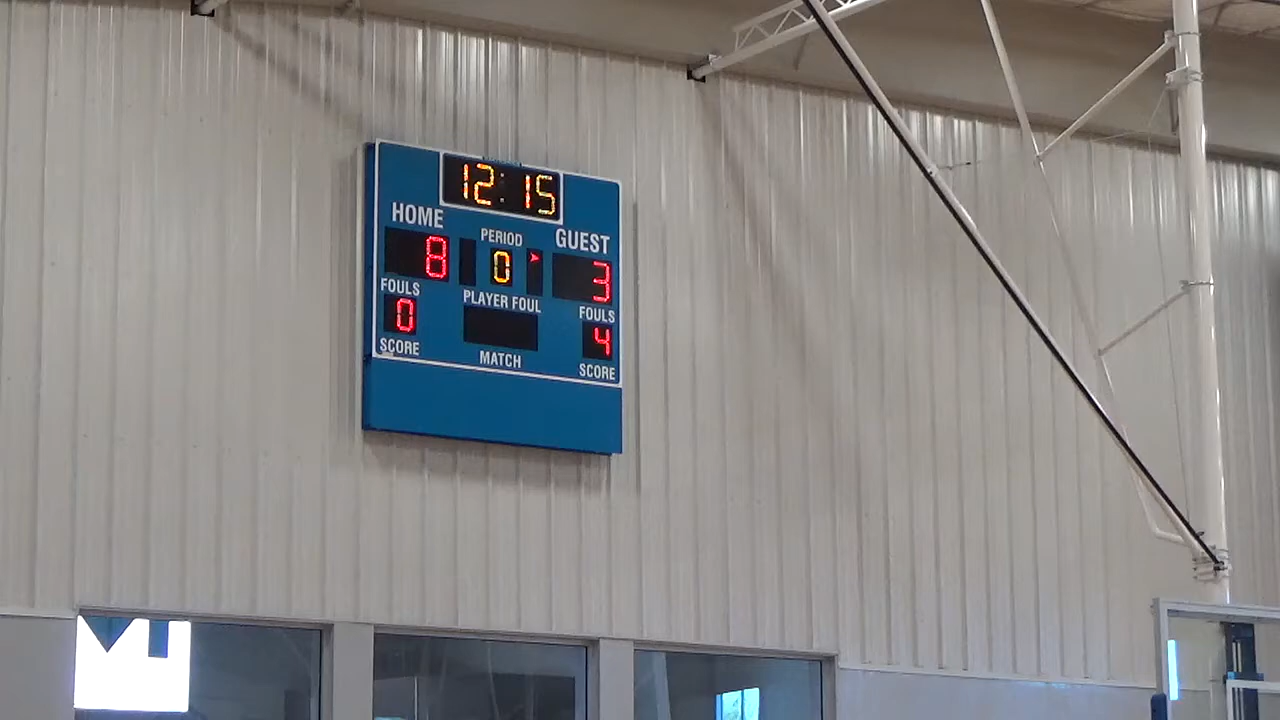 12:15
HOME
PERIOD
GUEST
8
0
3
FOULS
PLAYER FOUL
FOULS
0
4
SCORE
MATCH
SCORE